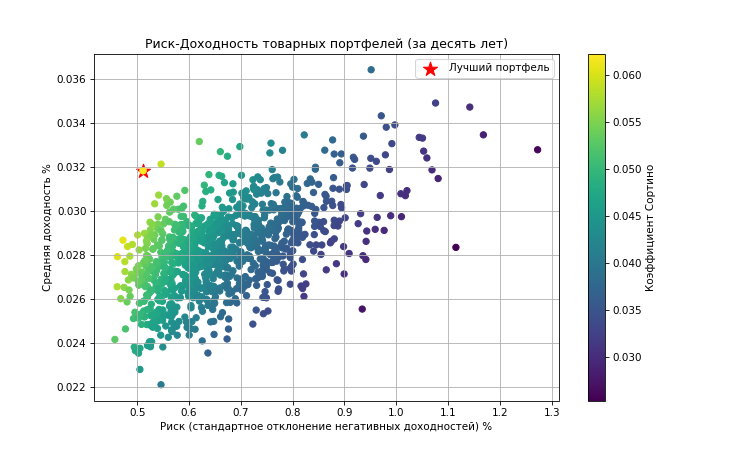 Риск-Доходность товарных портфелей (за десять лет)
Лучший портфель
Средняя доходность %
0.036
0.034
0.032
0.030
0.028
0.026
0.024
0.022
0.5 0.6 0.7 0.8 0.9 1.0 1.1 1.2 1.3
Риск (стандартное отклонение негативных доходностей) %
0.060
0.055
0.050
0.045
0.040
0.035
0.030
Коэффициент Сортино